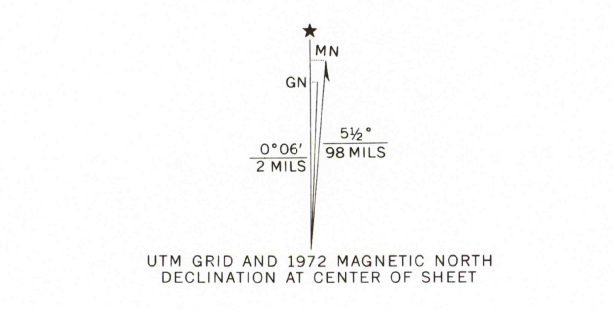 ★
MN
GN
5½°
98 MILS
0°06′
2 MILS
UTM GRID AND 1972 MAGNETIC NORTH
DECLINATION AT CENTER OF SHEET